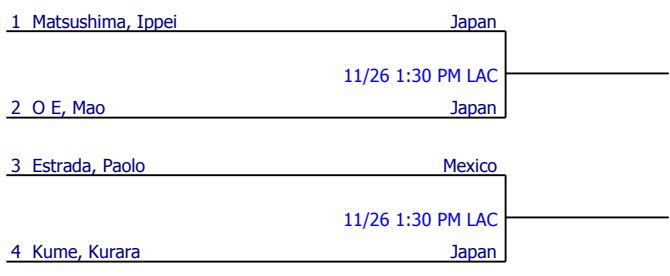 1 Matsushima, Ippei Japan
11/26 1:30 PM LAC
2 O E, Mao Japan
3 Estrada, Paolo Mexico
11/26 1:30 PM LAC
4 Kume, Kurara Japan